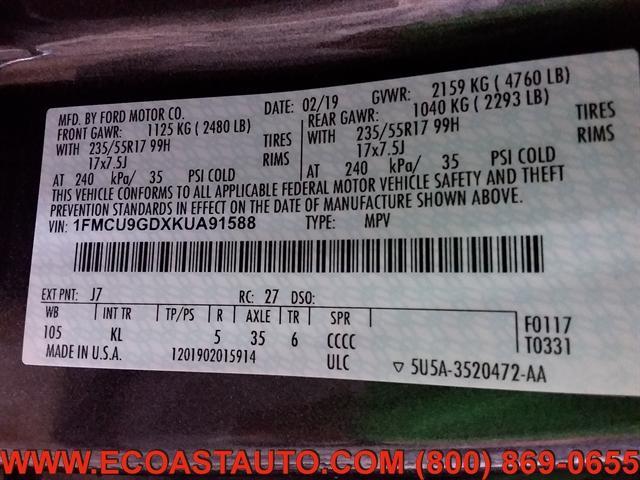 MFD. BY FORD MOTOR CO.
DATE: 02/19
GVWR: 2159 KG ( 4760 LB)
FRONT GAWR: 1125 KG ( 2480 LB)
REAR GAWR: 1040 KG ( 2293 LB)
WITH 235/55R17 99H TIRES
WITH 235/55R17 99H TIRES
17x7.5J RIMS
17x7.5J RIMS
AT 240 kPa/ 35 PSI COLD
AT 240 kPa/ 35 PSI COLD
THIS VEHICLE CONFORMS TO ALL APPLICABLE FEDERAL MOTOR VEHICLE SAFETY AND THEFT
PREVENTION STANDARDS IN EFFECT ON THE DATE OF MANUFACTURE SHOWN ABOVE.
VIN: 1FMCU9GDXKUA91588
TYPE: MPV
EXT PNT: J7 RC: 27 DSO:
WB INT TR TP/PS R AXLE TR SPR
105 KL 5 35 6 CCCC
F0117
T0331
MADE IN U.S.A. 1201902015914 ULC
▽ 5U5A-3520472-AA
WWW.ECOASTAUTO.COM (800) 869-0655